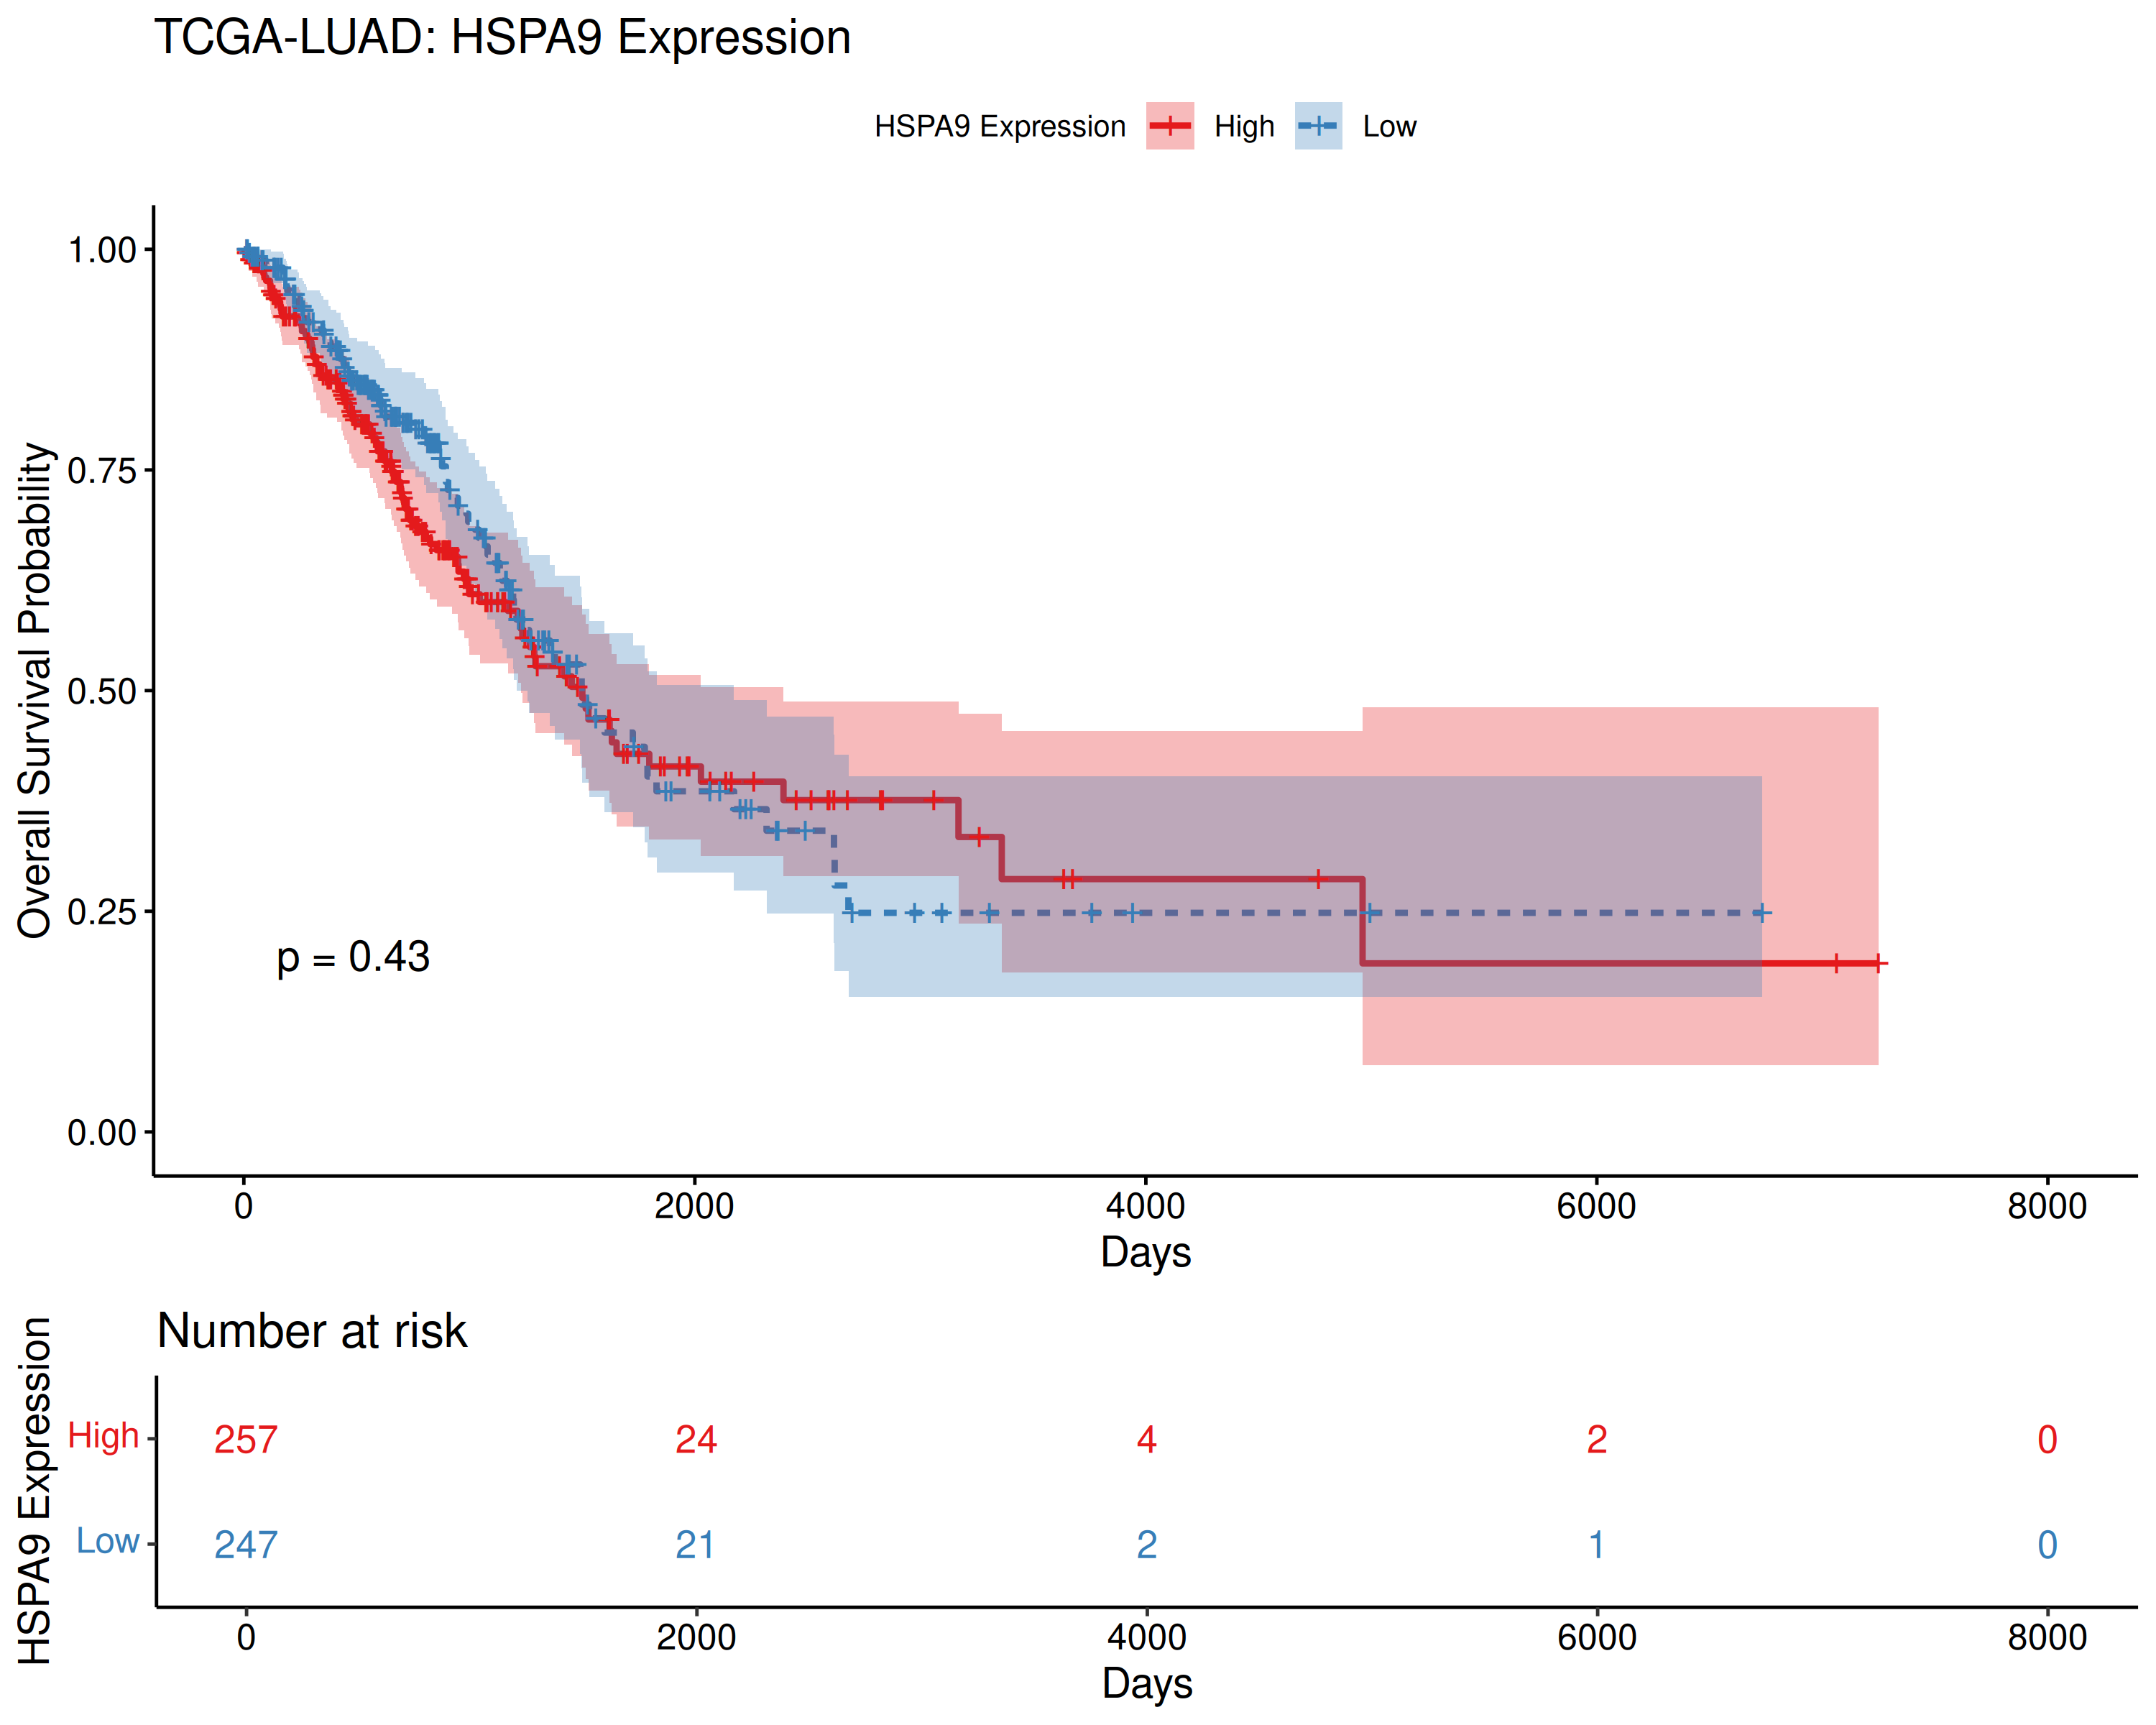 TCGA-LUAD: HSPA9 Expression
HSPA9 Expression High Low
Overall Survival Probability
1.00
0.75
0.50
0.25
0.00
p = 0.43
0 2000 4000 6000 8000
Days
Number at risk
HSPA9 Expression
High 257 24 4 2 0
Low 247 21 2 1 0
0 2000 4000 6000 8000
Days